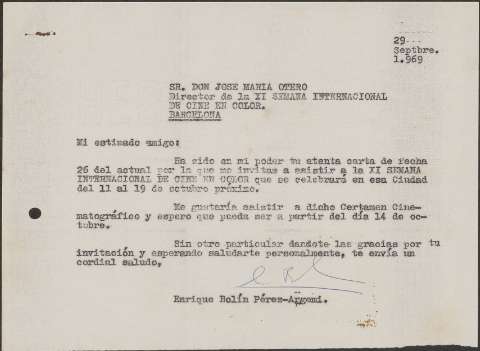 29
Septbre.
1.969
SR. DON JOSE MARIA OTERO
Director de la XI SEMANA INTERNACIONAL
DE CINE EN COLOR.
BARCELONA
Mi estimado amigo:
Ha sido en mi poder tu atenta carta de fecha
26 del actual por la que me invitas a asistir a la XI SEMANA
INTERNACIONAL DE CINE EN COLOR que se celebrará en esa Ciudad
del 11 al 19 de octubre próximo.
Me gustaría asistir a dicho Certamen Cine-
matográfico y espero que pueda ser a partir del día 14 de oc-
tubre.
Sin otro particular dandote las gracias por tu
invitación y esperando saludarte personalmente, te envía un
cordial saludo,
Enrique Bolín Pérez-Argemi.